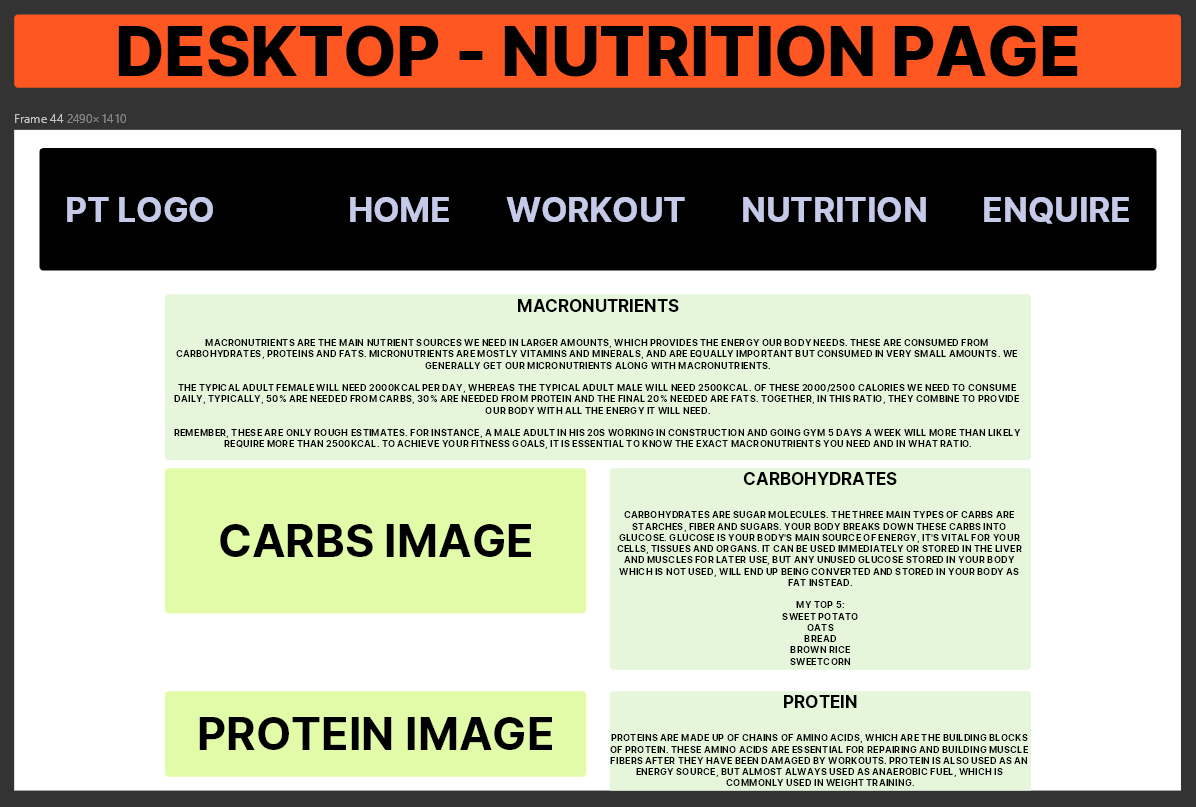 DESKTOP - NUTRITION PAGE
Frame 44 2490×1410
PT LOGO HOME WORKOUT NUTRITION ENQUIRE
MACRONUTRIENTS
MACRONUTRIENTS ARE THE MAIN NUTRIENT SOURCES WE NEED IN LARGER AMOUNTS, WHICH PROVIDES THE ENERGY OUR BODY NEEDS. THESE ARE CONSUMED FROM
CARBOHYDRATES, PROTEINS AND FATS. MICRONUTRIENTS ARE MOSTLY VITAMINS AND MINERALS, AND ARE EQUALLY IMPORTANT BUT CONSUMED IN VERY SMALL AMOUNTS. WE
GENERALLY GET OUR MICRONUTRIENTS ALONG WITH MACRONUTRIENTS.
THE TYPICAL ADULT FEMALE WILL NEED 2000KCAL PER DAY, WHEREAS THE TYPICAL ADULT MALE WILL NEED 2500KCAL. OF THESE 2000/2500 CALORIES WE NEED TO CONSUME
DAILY, TYPICALLY, 50% ARE NEEDED FROM CARBS, 30% ARE NEEDED FROM PROTEIN AND THE FINAL 20% NEEDED ARE FATS. TOGETHER, IN THIS RATIO, THEY COMBINE TO PROVIDE
OUR BODY WITH ALL THE ENERGY IT WILL NEED.
REMEMBER, THESE ARE ONLY ROUGH ESTIMATES. FOR INSTANCE, A MALE ADULT IN HIS 20S WORKING IN CONSTRUCTION AND GOING GYM 5 DAYS A WEEK WILL MORE THAN LIKELY
REQUIRE MORE THAN 2500KCAL. TO ACHIEVE YOUR FITNESS GOALS, IT IS ESSENTIAL TO KNOW THE EXACT MACRONUTRIENTS YOU NEED AND IN WHAT RATIO.
CARBS IMAGE
CARBOHYDRATES
CARBOHYDRATES ARE SUGAR MOLECULES. THE THREE MAIN TYPES OF CARBS ARE
STARCHES, FIBER AND SUGARS. YOUR BODY BREAKS DOWN THESE CARBS INTO
GLUCOSE. GLUCOSE IS YOUR BODY'S MAIN SOURCE OF ENERGY, IT'S VITAL FOR YOUR
CELLS, TISSUES AND ORGANS. IT CAN BE USED IMMEDIATELY OR STORED IN THE LIVER
AND MUSCLES FOR LATER USE, BUT ANY UNUSED GLUCOSE STORED IN YOUR BODY
WHICH IS NOT USED, WILL END UP BEING CONVERTED AND STORED IN YOUR BODY AS
FAT INSTEAD.
MY TOP 5:
SWEET POTATO
OATS
BREAD
BROWN RICE
SWEETCORN
PROTEIN IMAGE
PROTEIN
PROTEINS ARE MADE UP OF CHAINS OF AMINO ACIDS, WHICH ARE THE BUILDING BLOCKS
OF PROTEIN. THESE AMINO ACIDS ARE ESSENTIAL FOR REPAIRING AND BUILDING MUSCLE
FIBERS AFTER THEY HAVE BEEN DAMAGED BY WORKOUTS. PROTEIN IS ALSO USED AS AN
ENERGY SOURCE, BUT ALMOST ALWAYS USED AS ANAEROBIC FUEL, WHICH IS
COMMONLY USED IN WEIGHT TRAINING.